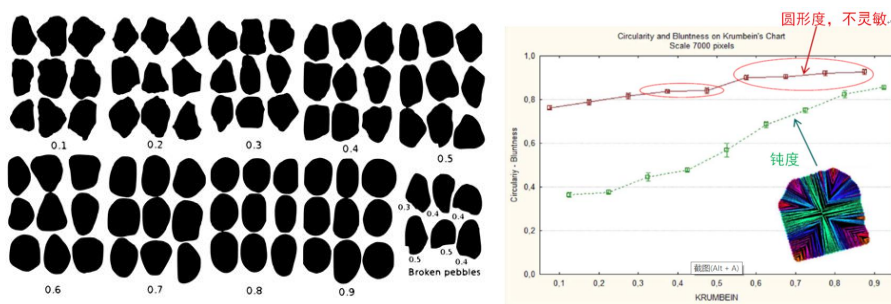 0.1
0.2
0.3
0.4
0.5
0.6
0.7
0.8
0.9
0.3
0.4
0.4
0.5
0.5
0.4
Broken pebbles
圆形度，不灵敏
Circularity and Bluntness on Krumbein's Chart
Scale 7000 pixels
Circulariy - Bluntness
1,0
0,8
0,6
0,4
0,2
0,0
钝度
截图(Alt + A)
0,1 0,2 0,3 0,4 0,5 0,6 0,7 0,8 0,9
KRUMBEIN